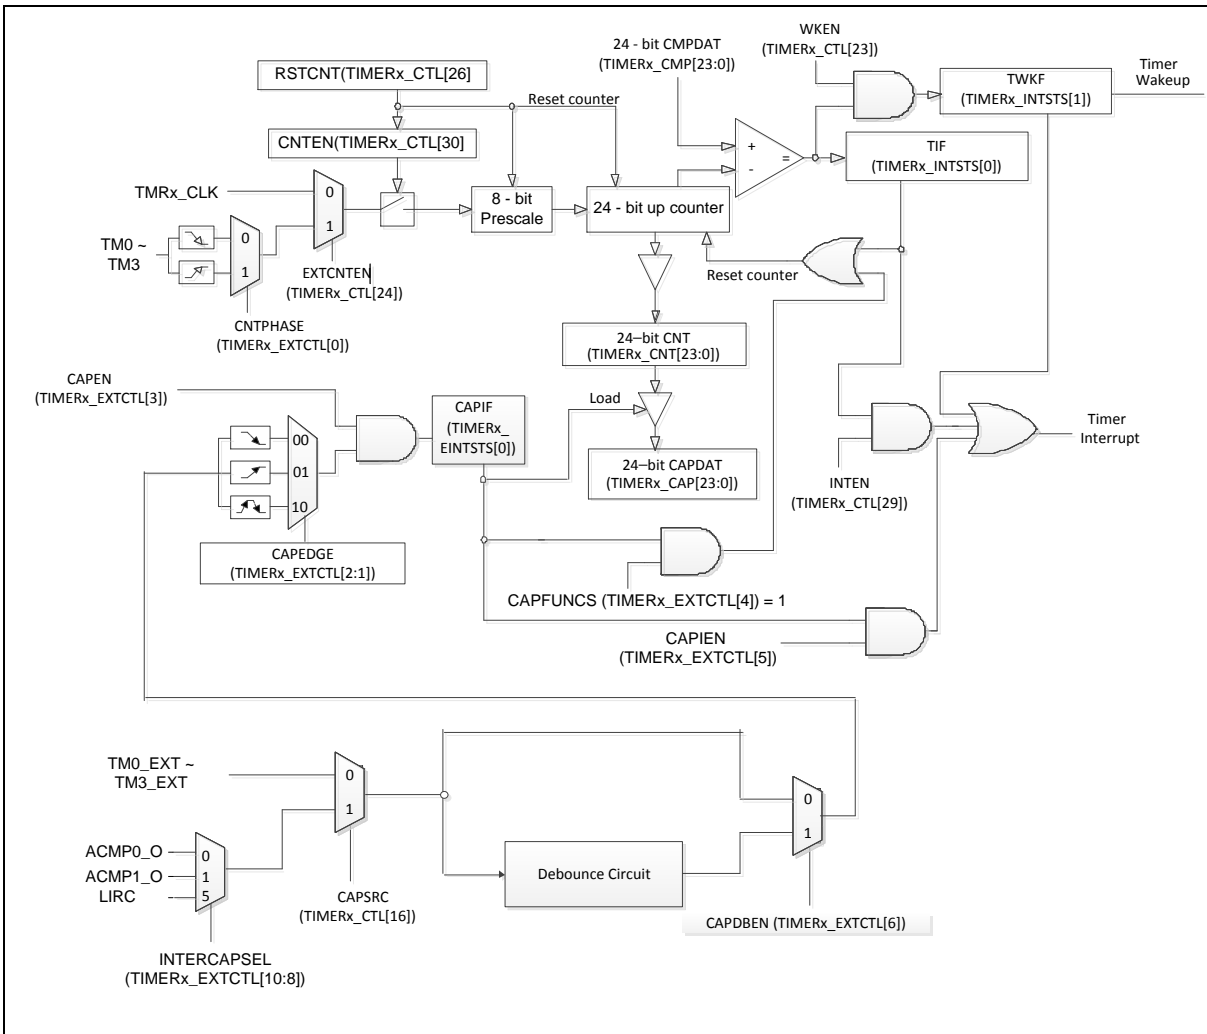 WKEN
(TIMERx_CTL[23])
24 - bit CMPDAT
(TIMERx_CMP[23:0])
RSTCNT(TIMERx_CTL[26]
Reset counter
TWKF
(TIMERx_INTSTS[1])
Timer
Wakeup
CNTEN(TIMERx_CTL[30]
+
-
=
TIF
(TIMERx_INTSTS[0])
TMRx_CLK
0
1
8 - bit
Prescale
24 - bit up counter
TM0 ~
TM3
0
1
EXTCNTEN
(TIMERx_CTL[24])
Reset counter
CNTPHASE
(TIMERx_EXTCTL[0])
24–bit CNT
(TIMERx_CNT[23:0])
CAPEN
(TIMERx_EXTCTL[3])
CAPIF
(TIMERx_
EINTSTS[0])
Load
00
01
10
24–bit CAPDAT
(TIMERx_CAP[23:0])
Timer
Interrupt
INTEN
(TIMERx_CTL[29])
CAPEDGE
(TIMERx_EXTCTL[2:1])
CAPFUNCS (TIMERx_EXTCTL[4]) = 1
CAPIEN
(TIMERx_EXTCTL[5])
TM0_EXT ~
TM3_EXT
0
1
0
1
ACMP0_O
ACMP1_O
LIRC
0
1
5
Debounce Circuit
CAPSRC
(TIMERx_CTL[16])
CAPDBEN (TIMERx_EXTCTL[6])
INTERCAPSEL
(TIMERx_EXTCTL[10:8])